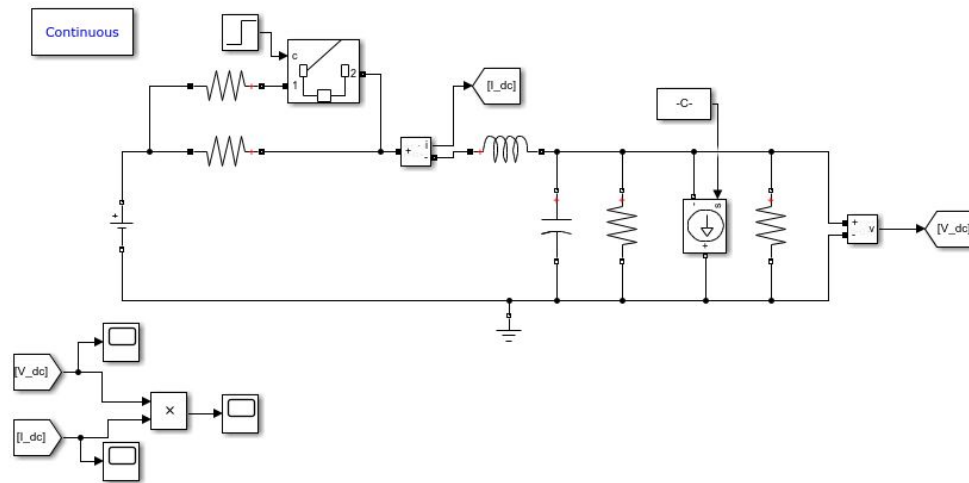 Continuous
c
1
2
[I_dc]
+
i
-
-C-
+
-
s
+
+
-
v
[V_dc]
[V_dc]
×
[I_dc]